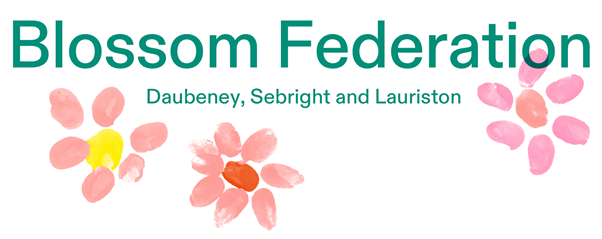 Blossom Federation
Daubeney, Sebright and Lauriston